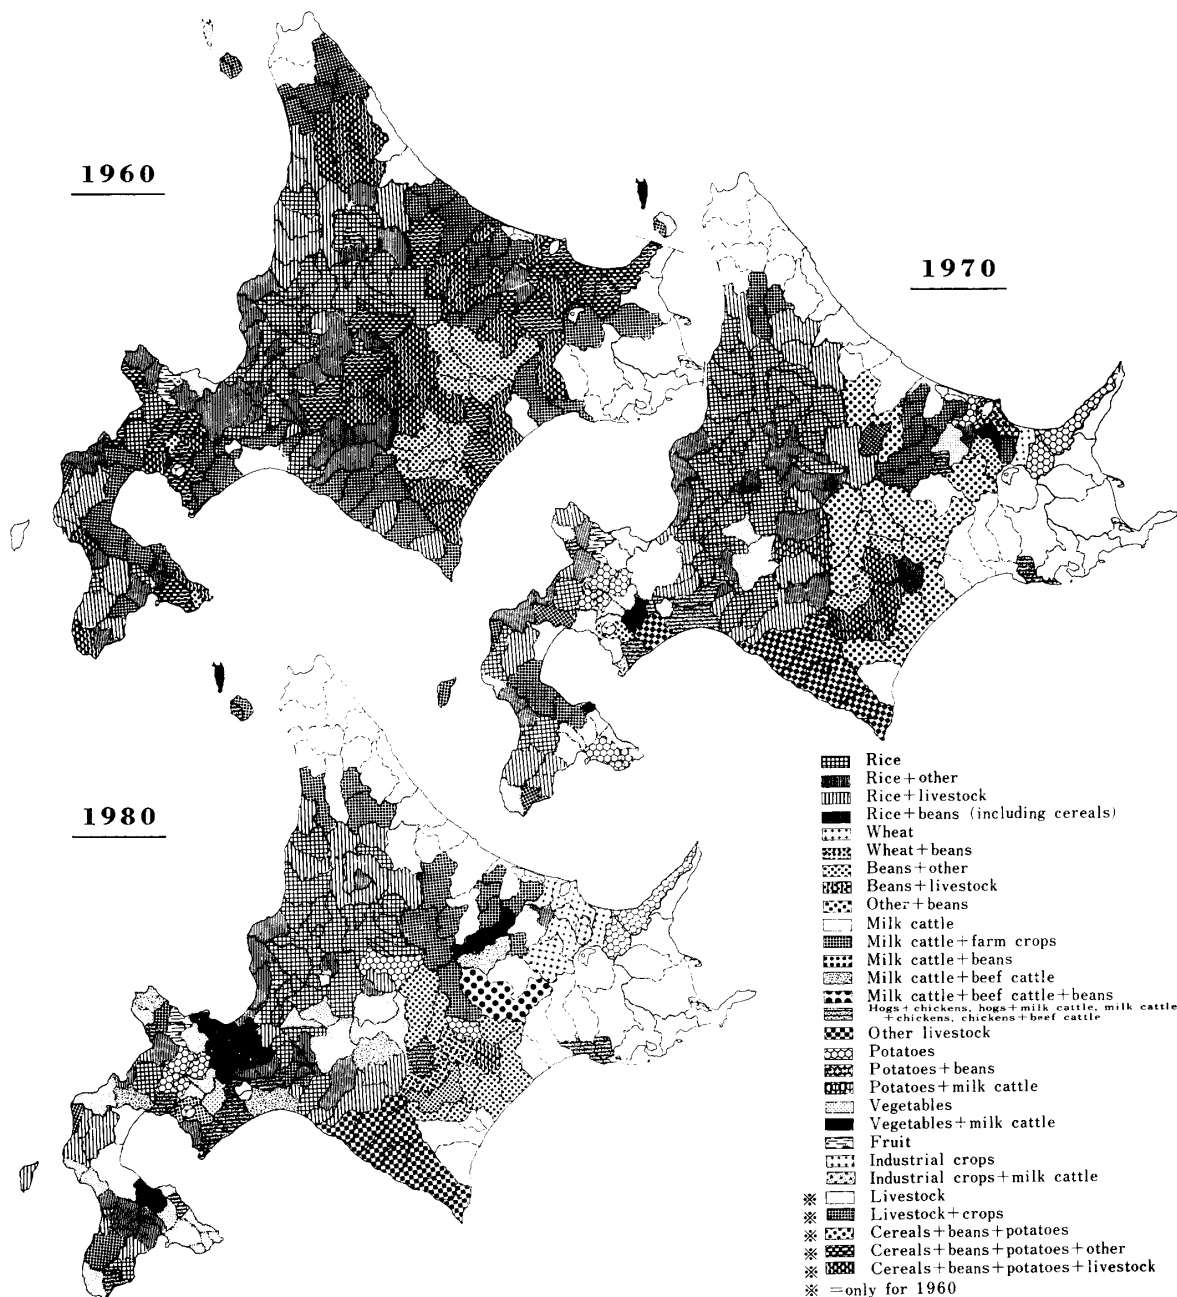 1960
1970
1980
Rice
Rice+other
Rice+livestock
Rice+beans (including cereals)
Wheat
Wheat+beans
Beans+other
Beans+livestock
Other+beans
Milk cattle
Milk cattle+farm crops
Milk cattle+beans
Milk cattle+beef cattle
Milk cattle+beef cattle+beans
Hogs+chickens, hogs+milk cattle, milk cattle
+chickens, chickens+beef cattle
Other livestock
Potatoes
Potatoes+beans
Potatoes+milk cattle
Vegetables
Vegetables+milk cattle
Fruit
Industrial crops
Industrial crops+milk cattle
※ Livestock
※ Livestock+crops
※ Cereals+beans+potatoes
※ Cereals+beans+potatoes+other
※ Cereals+beans+potatoes+livestock
※ =only for 1960